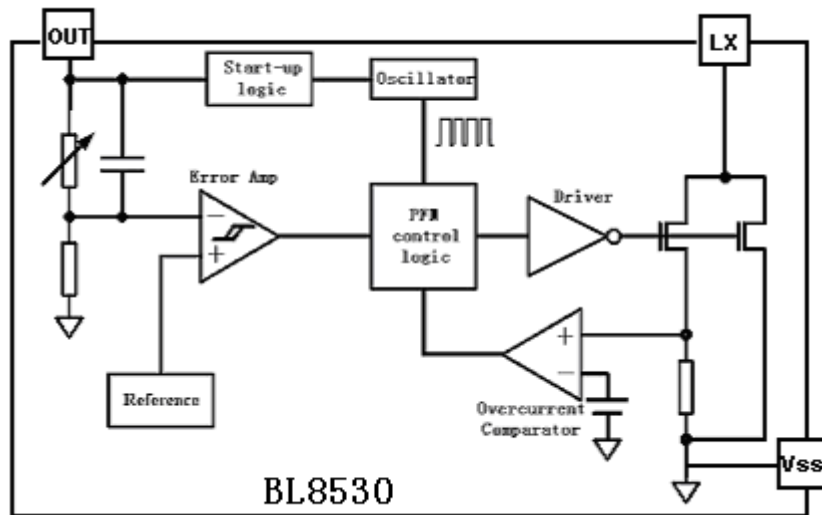 OUT
LX
Start-up
logic
Oscillator
Error Amp
Driver
PFM
control
logic
−
+
+
−
Reference
Overcurrent
Comparator
Vss
BL8530